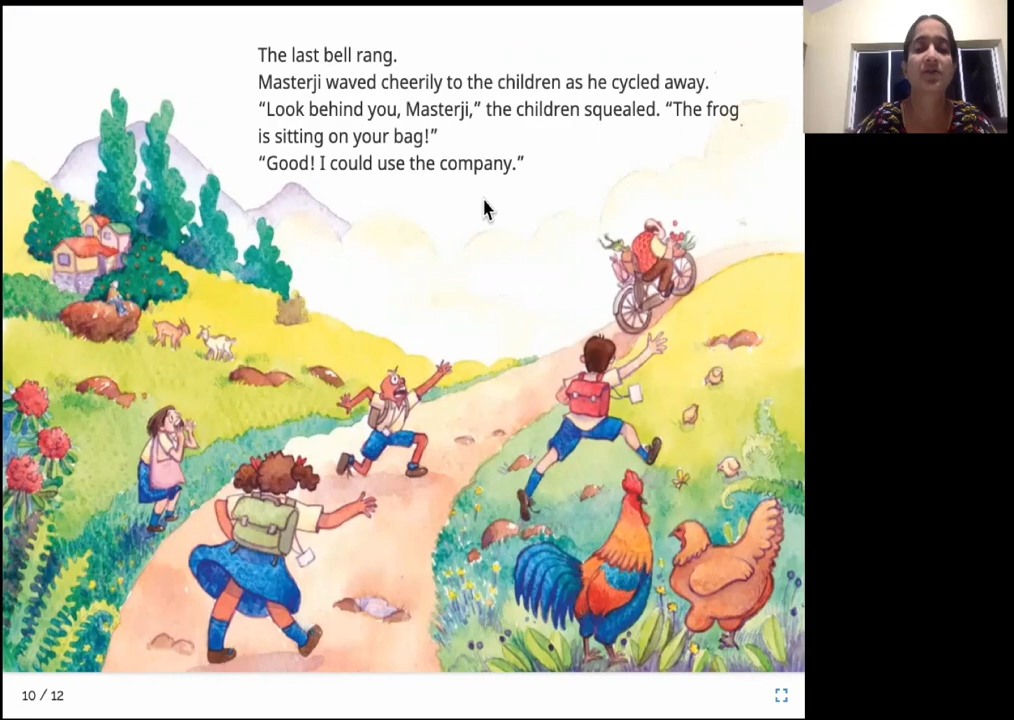 The last bell rang.
Masterji waved cheerily to the children as he cycled away.
“Look behind you, Masterji,” the children squealed. “The frog
is sitting on your bag!”
“Good! I could use the company.”
10 / 12